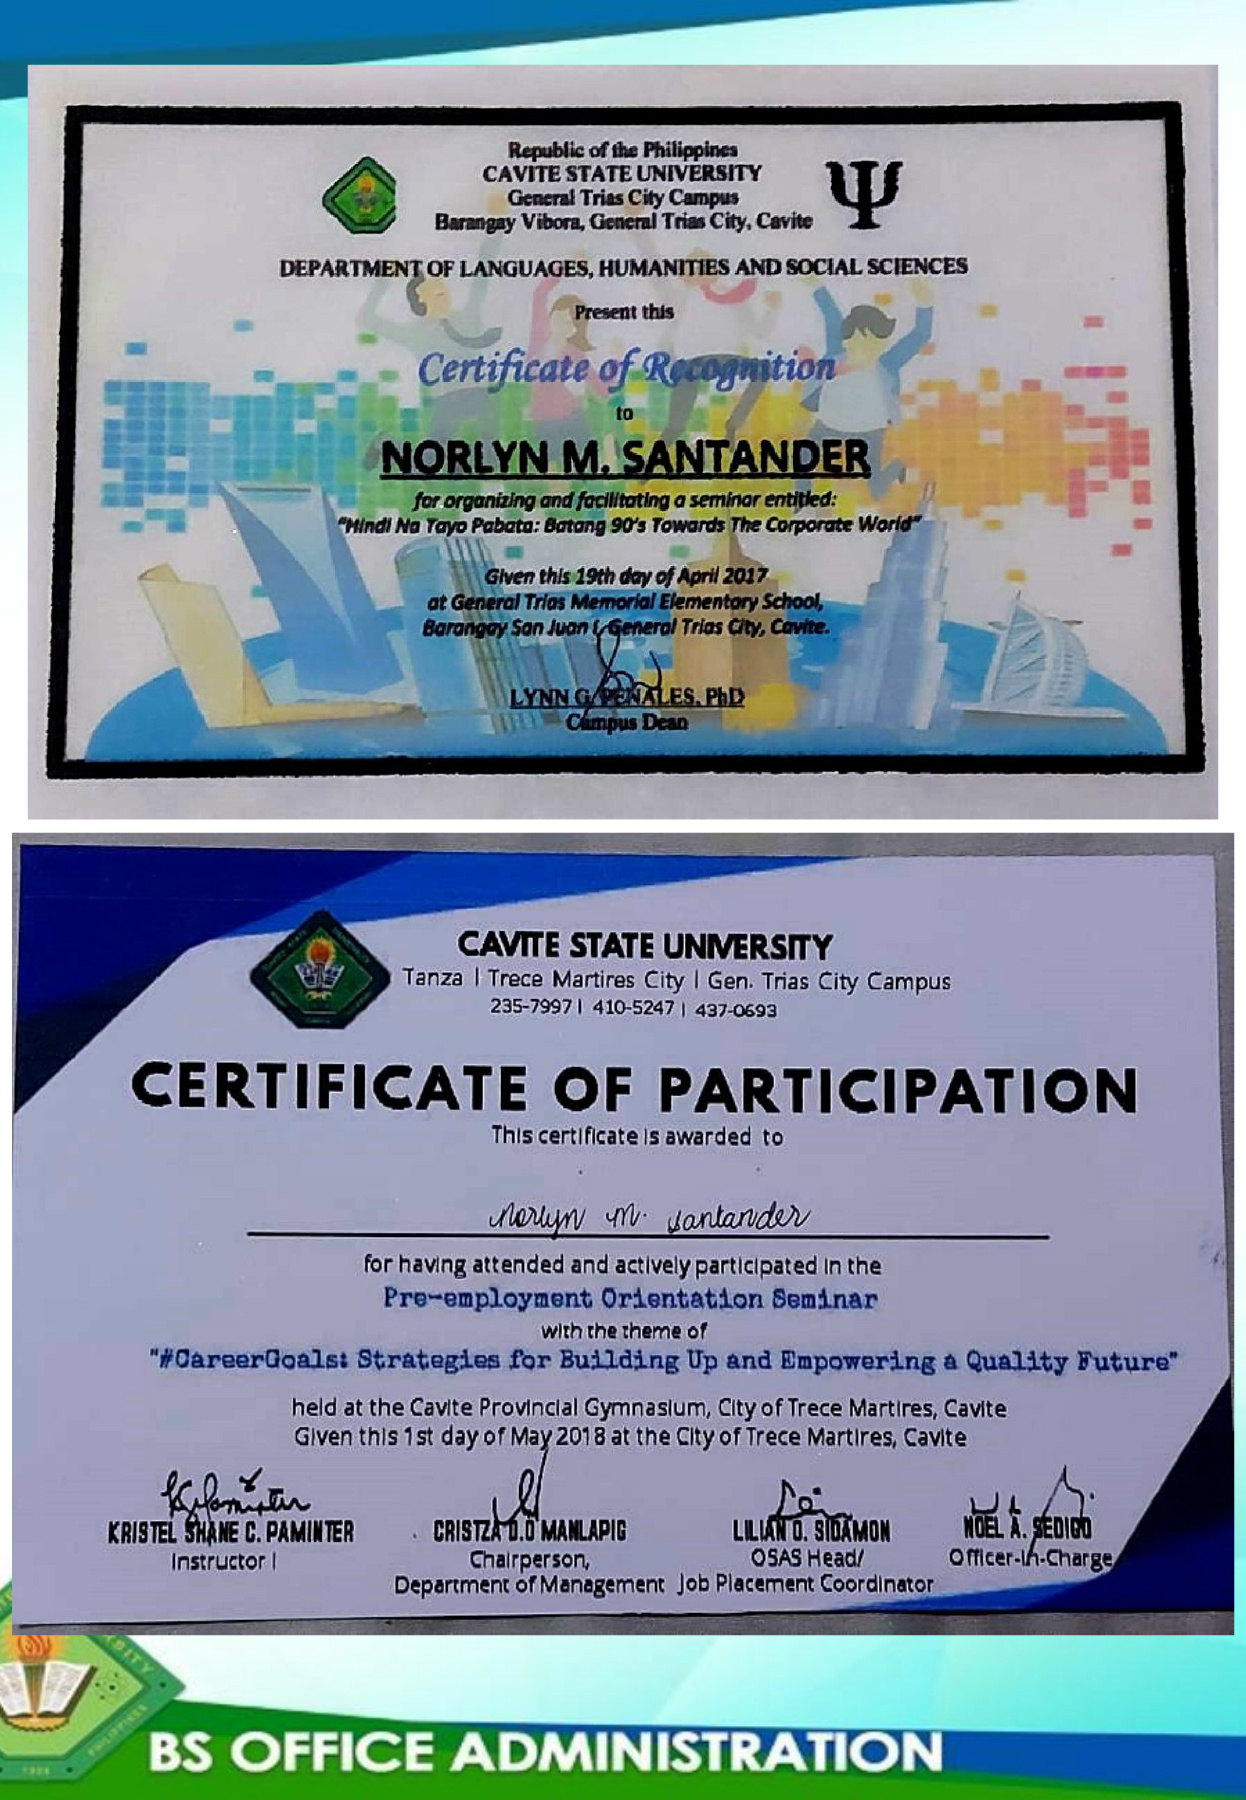 Republic of the Philippines
CAVITE STATE UNIVERSITY
General Trias City Campus
Barangay Vibora, General Trias City, Cavite
DEPARTMENT OF LANGUAGES, HUMANITIES AND SOCIAL SCIENCES
Present this
Certificate of Recognition
to
NORLYN M. SANTANDER
for organizing and facilitating a seminar entitled:
"Hindi Na Tayo Pabata: Batang 90's Towards The Corporate World"
Given this 19th day of April 2017
at General Trias Memorial Elementary School,
Barangay San Juan I, General Trias City, Cavite.
LYNN G. PENALES, PhD
Campus Dean
CAVITE STATE UNIVERSITY
Tanza | Trece Martires City | Gen. Trias City Campus
235-7997 | 410-5247 | 437-0693
CERTIFICATE OF PARTICIPATION
This certificate is awarded to
Norlyn M. Santander
for having attended and actively participated in the
Pre-employment Orientation Seminar
with the theme of
"#CareerGoals: Strategies for Building Up and Empowering a Quality Future"
held at the Cavite Provincial Gymnasium, City of Trece Martires, Cavite
Given this 1st day of May 2018 at the City of Trece Martires, Cavite
KRISTEL SHANE C. PAMINTER CRISTZA D.D MANLAPIG LILIAN O. SIDAMON NOEL A. SEDIGO
Instructor I Chairperson, OSAS Head/ Officer-In-Charge
Department of Management Job Placement Coordinator
BS OFFICE ADMINISTRATION